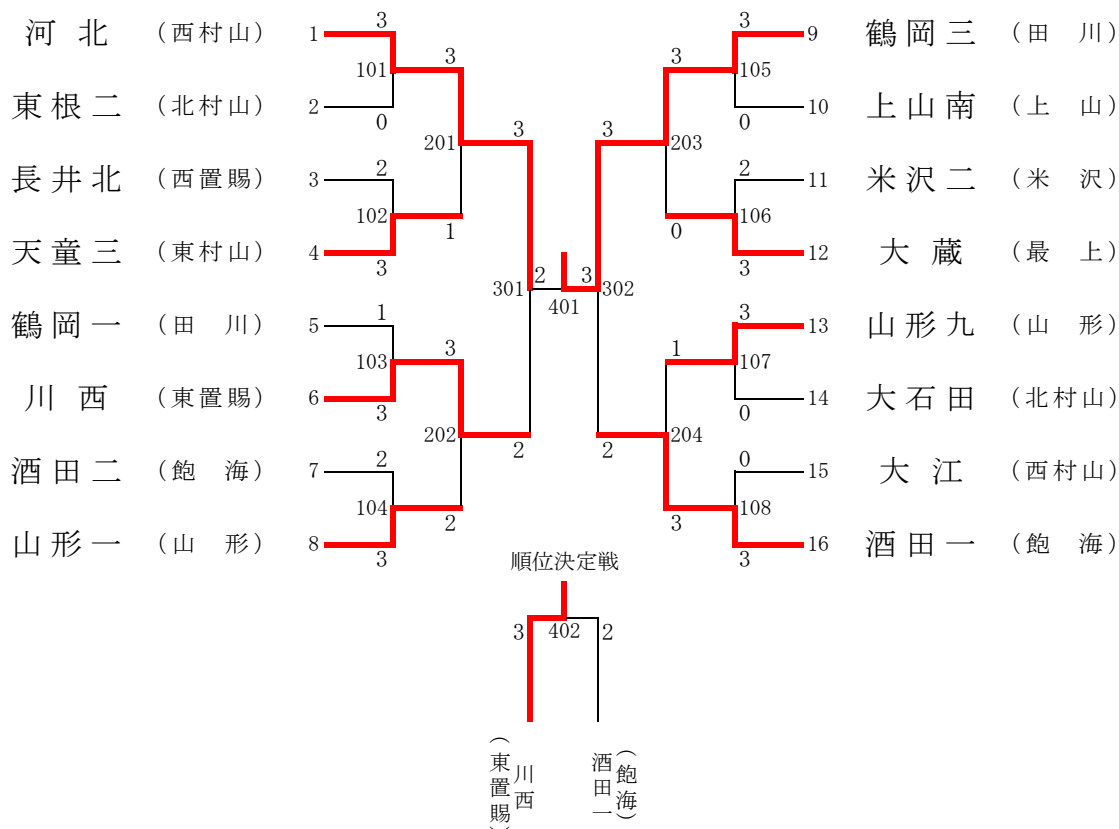 河北 (西村山) 1 3 3 9 鶴岡三 (田川)
101 3 3 105
東根二 (北村山) 2 0 0 10 上山南 (上山)
201 3 3 203
長井北 (西置賜) 3 2 2 11 米沢二 (米沢)
102 1 0 106
天童三 (東村山) 4 3 3 12 大蔵 (最上)
301 2 401 3 302
鶴岡一 (田川) 5 1 3 13 山形九 (山形)
103 3 1 107
川西 (東置賜) 6 3 0 14 大石田 (北村山)
202 2 2 204
酒田二 (飽海) 7 2 0 15 大江 (西村山)
104 2 3 108
山形一 (山形) 8 3 3 16 酒田一 (飽海)
順位決定戦
3 402 2
川西 (東置賜)
酒田一 (飽海)